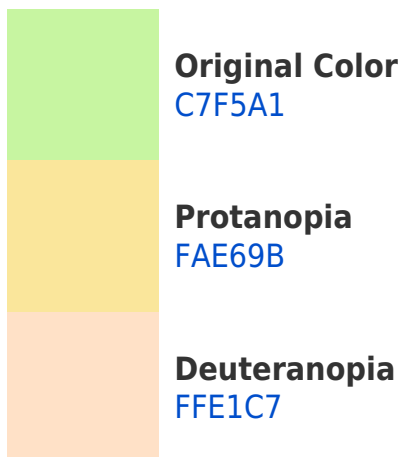 Original Color
C7F5A1
Protanopia
FAE69B
Deuteranopia
FFE1C7